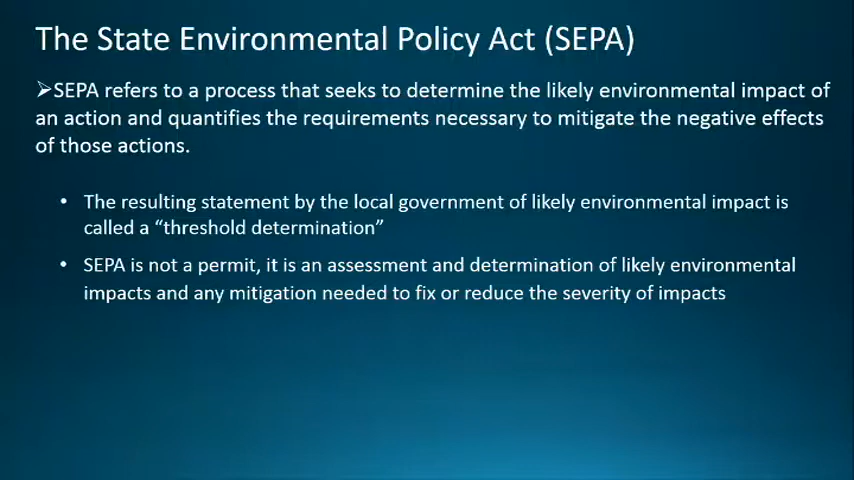 The State Environmental Policy Act (SEPA)
➢SEPA refers to a process that seeks to determine the likely environmental impact of
an action and quantifies the requirements necessary to mitigate the negative effects
of those actions.
• The resulting statement by the local government of likely environmental impact is
called a “threshold determination”
• SEPA is not a permit, it is an assessment and determination of likely environmental
impacts and any mitigation needed to fix or reduce the severity of impacts